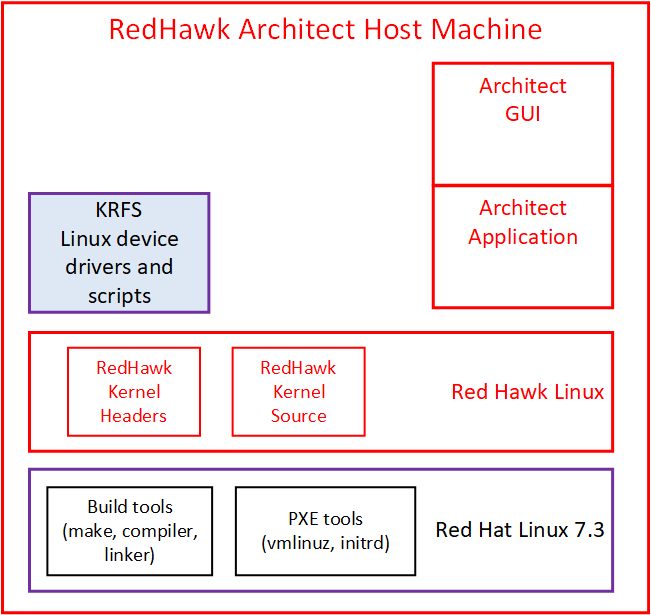 RedHawk Architect Host Machine
Architect
GUI
Architect
Application
KRFS
Linux device
drivers and
scripts
RedHawk
Kernel
Headers
RedHawk
Kernel
Source
Red Hawk Linux
Build tools
(make, compiler,
linker)
PXE tools
(vmlinuz, initrd)
Red Hat Linux 7.3